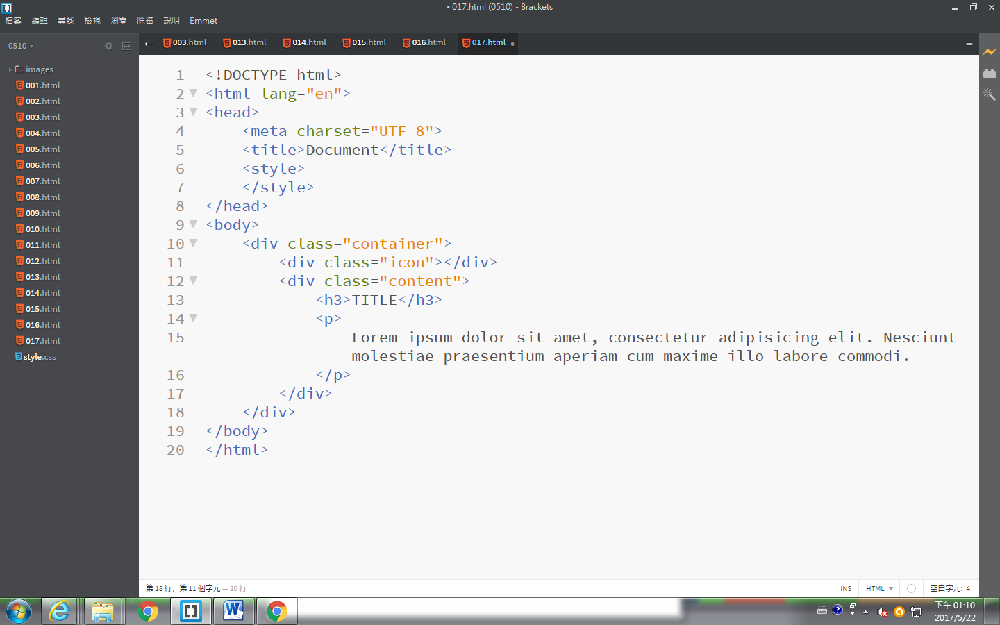 • 017.html (0510) - Brackets
檔案 編輯 尋找 檢視 瀏覽 除錯 說明 Emmet
0510
images
001.html
002.html
003.html
004.html
005.html
006.html
007.html
008.html
009.html
010.html
011.html
012.html
013.html
014.html
015.html
016.html
017.html
style.css
003.html 013.html 014.html 015.html 016.html 017.html
1 <!DOCTYPE html>
2 <html lang="en">
3 <head>
4 <meta charset="UTF-8">
5 <title>Document</title>
6 <style>
7 </style>
8 </head>
9 <body>
10 <div class="container">
11 <div class="icon"></div>
12 <div class="content">
13 <h3>TITLE</h3>
14 <p>
15 Lorem ipsum dolor sit amet, consectetur adipisicing elit. Nesciunt
molestiae praesentium aperiam cum maxime illo labore commodi.
16 </p>
17 </div>
18 </div>
19 </body>
20 </html>
第 18 行，第 11 個字元 — 20 行
INS HTML 空白字元: 4
下午 01:10
2017/5/22